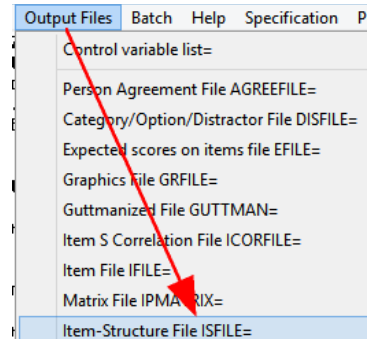 Output Files Batch Help Specification P
Control variable list=
Person Agreement File AGREEFILE=
Category/Option/Distractor File DISFILE=
Expected scores on items file EFILE=
Graphics File GRFILE=
Guttmanized File GUTTMAN=
Item S Correlation File ICORFILE=
Item File IFILE=
Matrix File IPMATRIX=
Item-Structure File ISFILE=